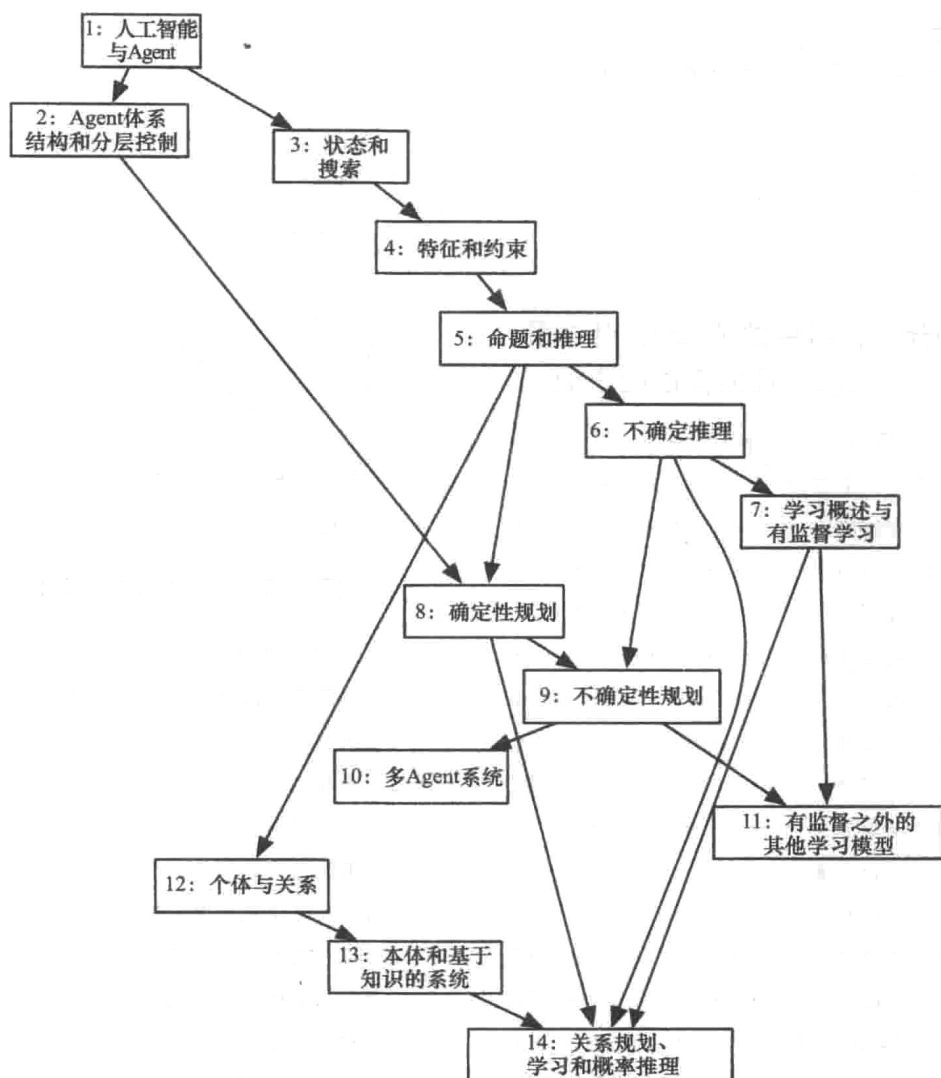 1：人工智能
与Agent
2：Agent体系
结构和分层控制
3：状态和
搜索
4：特征和约束
5：命题和推理
6：不确定推理
7：学习概述与
有监督学习
8：确定性规划
9：不确定性规划
10：多Agent系统
11：有监督之外的
其他学习模型
12：个体与关系
13：本体和基于
知识的系统
14：关系规划、
学习和概率推理